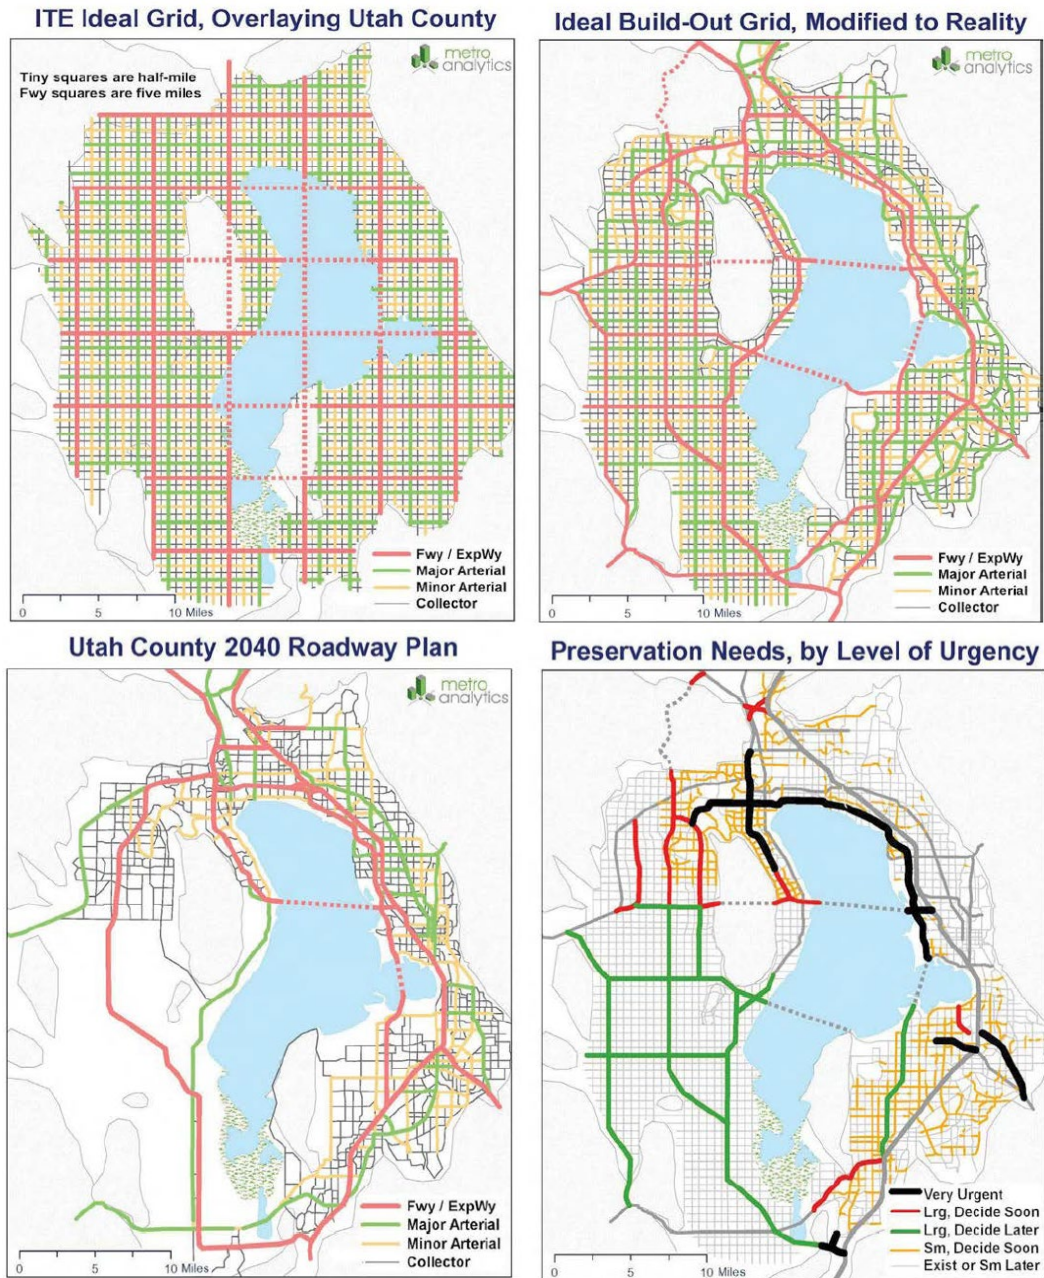 ITE Ideal Grid, Overlaying Utah County
metro
analytics
Tiny squares are half-mile
Fwy squares are five miles
Fwy / ExpWy
Major Arterial
Minor Arterial
Collector
0 5 10 Miles
Ideal Build-Out Grid, Modified to Reality
metro
analytics
Fwy / ExpWy
Major Arterial
Minor Arterial
Collector
0 5 10 Miles
Utah County 2040 Roadway Plan
metro
analytics
Fwy / ExpWy
Major Arterial
Minor Arterial
Collector
0 5 10 Miles
Preservation Needs, by Level of Urgency
Very Urgent
Lrg, Decide Soon
Lrg, Decide Later
Sm, Decide Soon
Exist or Sm Later
0 5 10 Miles